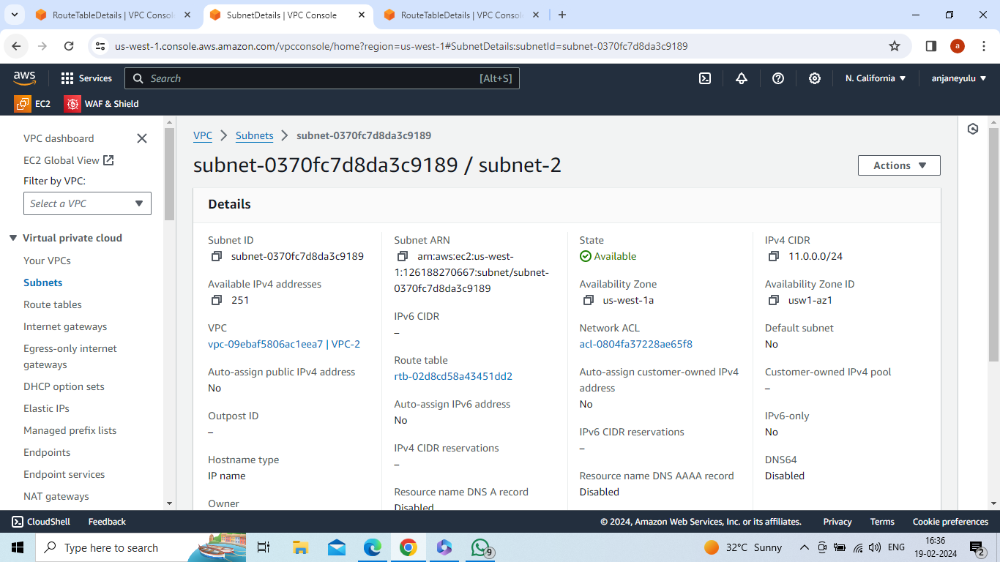 RouteTableDetails | VPC Consol
SubnetDetails | VPC Console
RouteTableDetails | VPC Consol
us-west-1.console.aws.amazon.com/vpcconsole/home?region=us-west-1#SubnetDetails:subnetId=subnet-0370fc7d8da3c9189
a
aws
Services
Search
[Alt+S]
N. California
anjaneyulu
EC2
WAF & Shield
VPC dashboard
EC2 Global View
Filter by VPC:
Select a VPC
Virtual private cloud
Your VPCs
Subnets
Route tables
Internet gateways
Egress-only internet
gateways
DHCP option sets
Elastic IPs
Managed prefix lists
Endpoints
Endpoint services
NAT gateways
VPC
Subnets
subnet-0370fc7d8da3c9189
subnet-0370fc7d8da3c9189 / subnet-2
Actions
Details
Subnet ID
subnet-0370fc7d8da3c9189
Available IPv4 addresses
251
VPC
vpc-09ebaf5806ac1eea7 | VPC-2
Auto-assign public IPv4 address
No
Outpost ID
–
Hostname type
IP name
Owner
Subnet ARN
arn:aws:ec2:us-west-
1:126188270667:subnet/subnet-
0370fc7d8da3c9189
IPv6 CIDR
–
Route table
rtb-02d8cd58a43451dd2
Auto-assign IPv6 address
No
IPv4 CIDR reservations
–
Resource name DNS A record
Disabled
State
Available
Availability Zone
us-west-1a
Network ACL
acl-0804fa37228ae65f8
Auto-assign customer-owned IPv4
address
No
IPv6 CIDR reservations
–
Resource name DNS AAAA record
Disabled
IPv4 CIDR
11.0.0.0/24
Availability Zone ID
usw1-az1
Default subnet
No
Customer-owned IPv4 pool
–
IPv6-only
No
DNS64
Disabled
CloudShell
Feedback
© 2024, Amazon Web Services, Inc. or its affiliates.
Privacy
Terms
Cookie preferences
Type here to search
9
32°C Sunny
ENG
16:36
19-02-2024
2